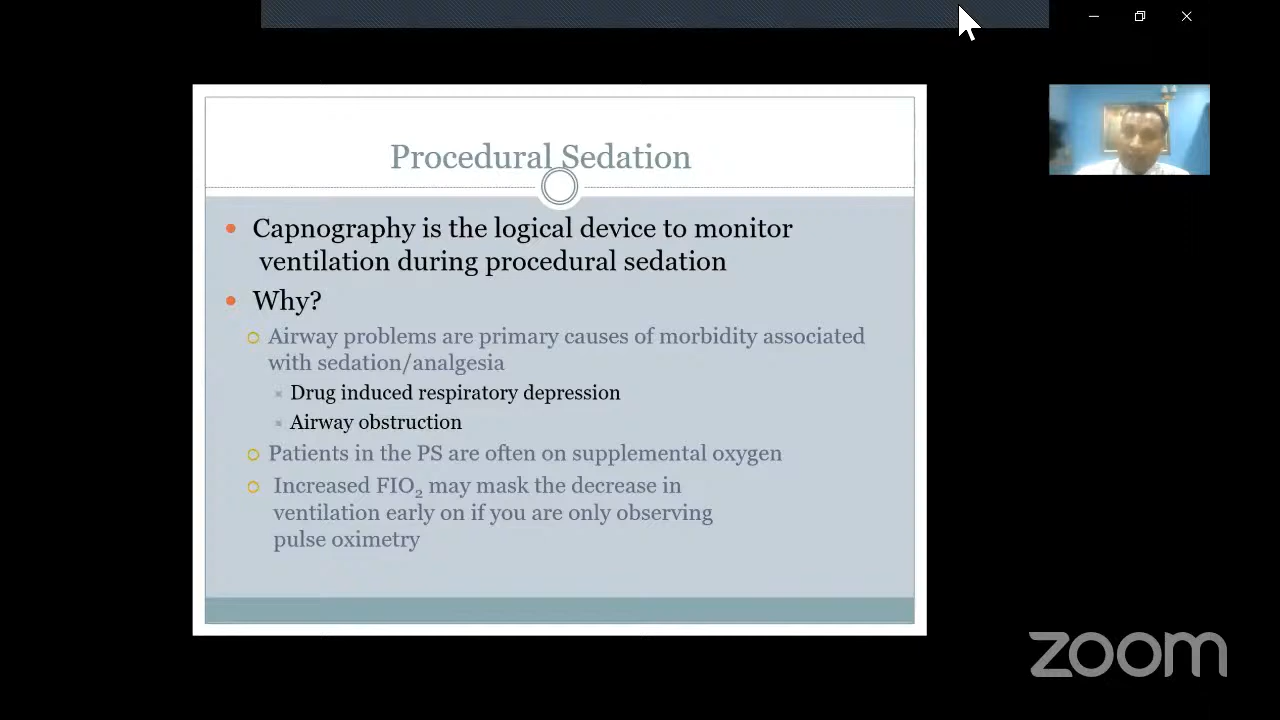 Procedural Sedation
Capnography is the logical device to monitor
ventilation during procedural sedation
Why?
Airway problems are primary causes of morbidity associated
with sedation/analgesia
Drug induced respiratory depression
Airway obstruction
Patients in the PS are often on supplemental oxygen
Increased FIO₂ may mask the decrease in
ventilation early on if you are only observing
pulse oximetry
zoom